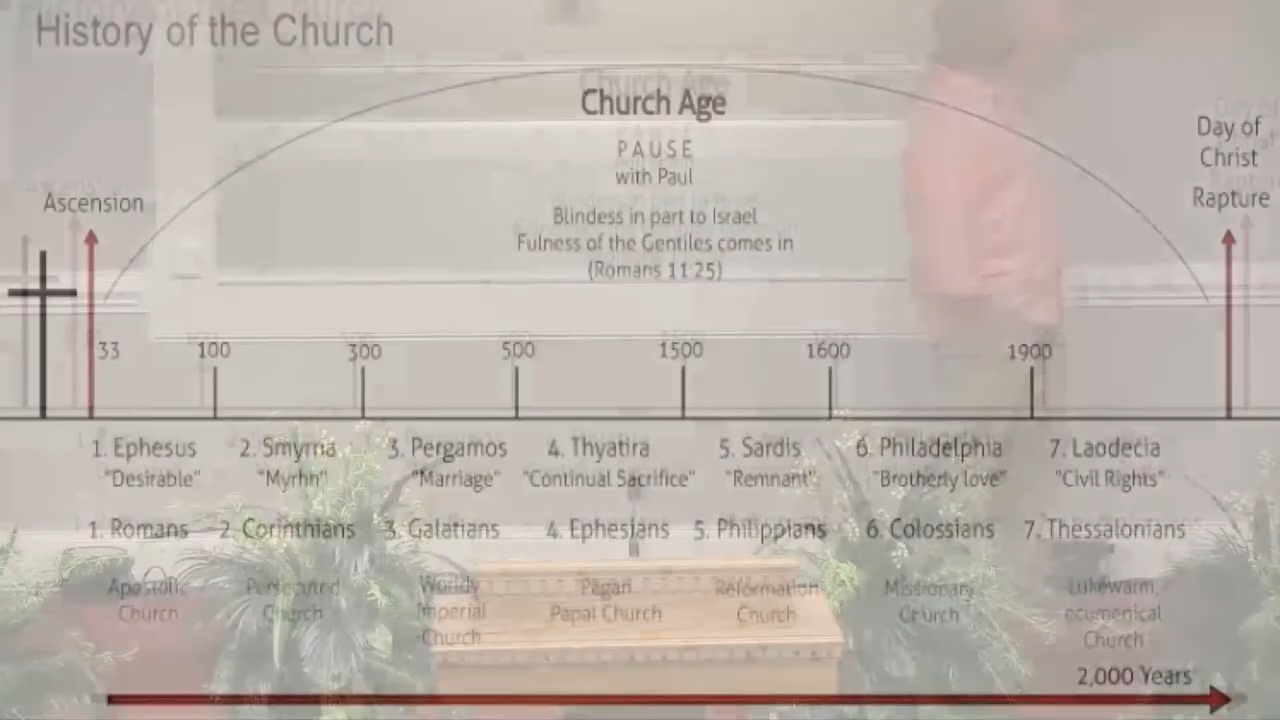 History of the Church
Church Age
PAUSE
with Paul
Blindess in part to Israel
Fulness of the Gentiles comes in
(Romans 11:25)
Ascension
Day of
Christ
Rapture
33 100 300 500 1500 1600 1900
1. Ephesus 2. Smyrna 3. Pergamos 4. Thyatira 5. Sardis 6. Philadelphia 7. Laodecia
"Desirable" "Myrhh" "Marriage" "Continual Sacrifice" "Remnant" "Brotherly love" "Civil Rights"
1. Romans 2. Corinthians 3. Galatians 4. Ephesians 5. Philippians 6. Colossians 7. Thessalonians
Apostolic Persecuted Worldy Pagan Reformation Missionary Lukewarm,
Church Church Imperial Papal Church Church Church ecumenical
Church Church
2,000 Years